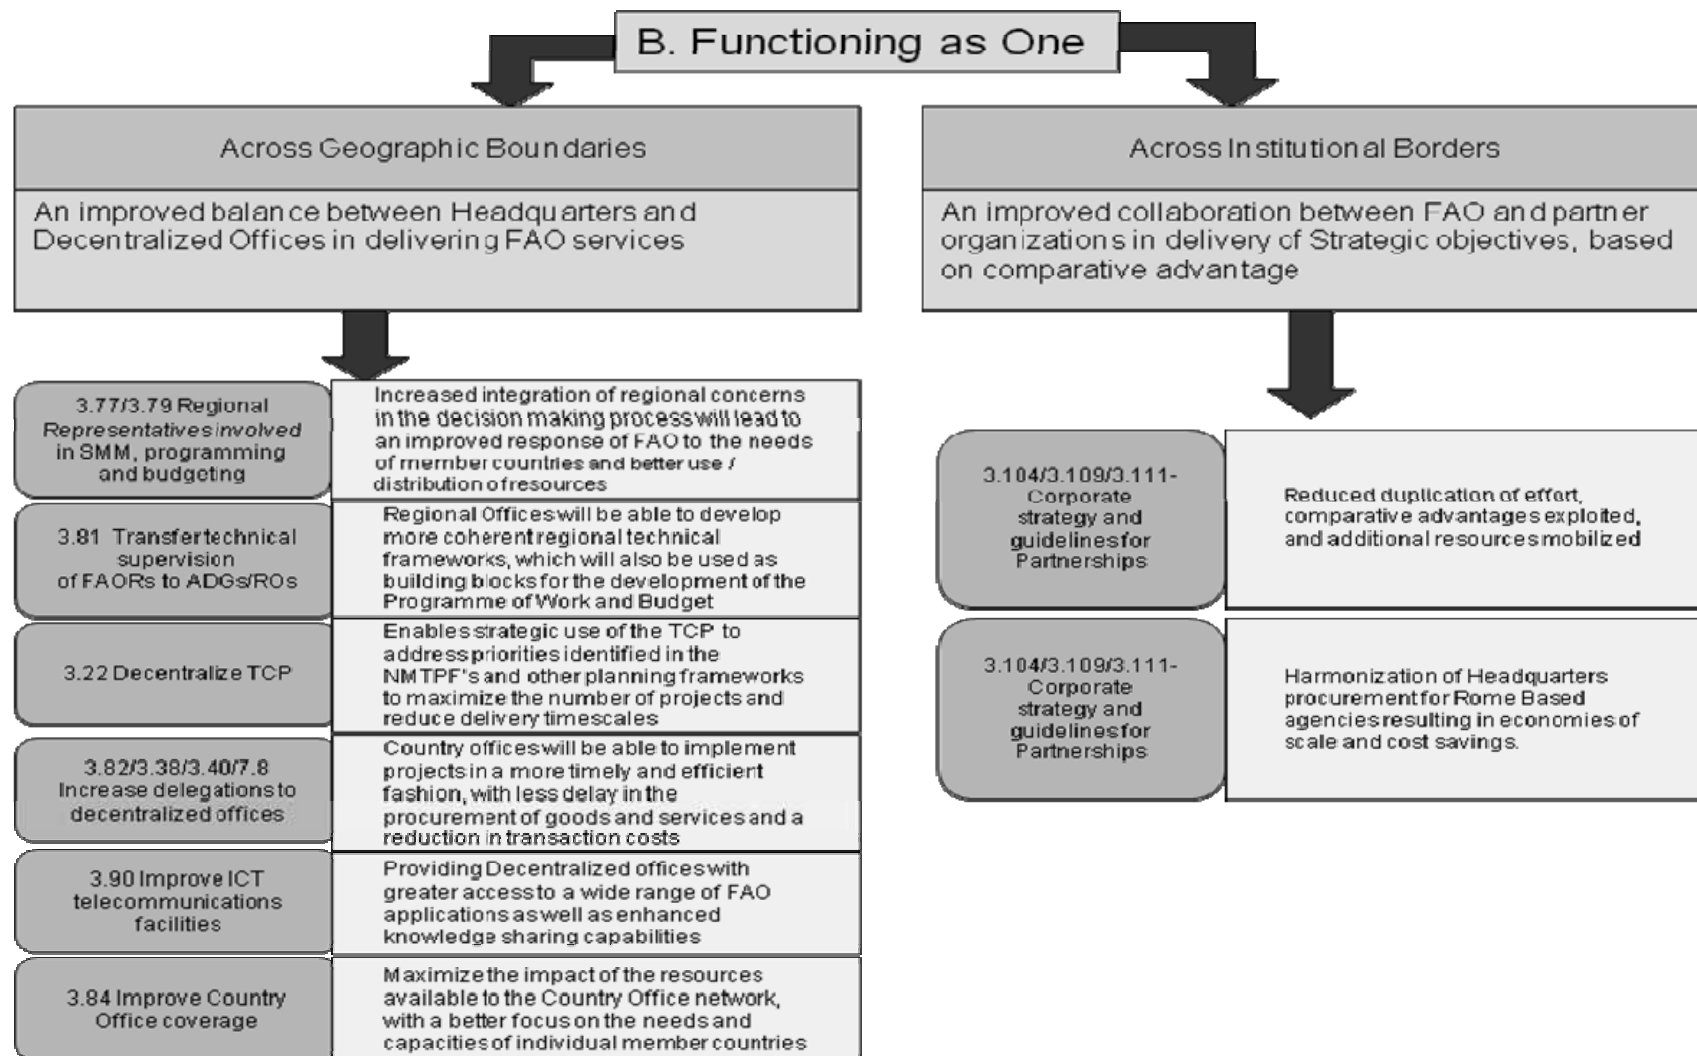 B. Functioning as One
Across Geographic Boundaries
An improved balance between Headquarters and
Decentralized Offices in delivering FAO services
3.77/3.79 Regional
Representatives involved
in SMM, programming
and budgeting
Increased integration of regional concerns
in the decision making process will lead to
an improved response of FAO to the needs
of member countries and better use /
distribution of resources
3.81 Transfer technical
supervision
of FAORs to ADGs/ROs
Regional Offices will be able to develop
more coherent regional technical
frameworks, which will also be used as
building blocks for the development of the
Programme of Work and Budget
3.22 Decentralize TCP
Enables strategic use of the TCP to
address priorities identified in the
NMTPF's and other planning frameworks
to maximize the number of projects and
reduce delivery timescales
3.82/3.38/3.40/7.8
Increase delegations to
decentralized offices
Country offices will be able to implement
projects in a more timely and efficient
fashion, with less delay in the
procurement of goods and services and a
reduction in transaction costs
3.90 Improve ICT
telecommunications
facilities
Providing Decentralized offices with
greater access to a wide range of FAO
applications as well as enhanced
knowledge sharing capabilities
3.84 Improve Country
Office coverage
Maximize the impact of the resources
available to the Country Office network,
with a better focus on the needs and
capacities of individual member countries
Across Institutional Borders
An improved collaboration between FAO and partner
organizations in delivery of Strategic objectives, based
on comparative advantage
3.104/3.109/3.111-
Corporate
strategy and
guidelines for
Partnerships
Reduced duplication of effort,
comparative advantages exploited,
and additional resources mobilized
3.104/3.109/3.111-
Corporate
strategy and
guidelines for
Partnerships
Harmonization of Headquarters
procurement for Rome Based
agencies resulting in economies of
scale and cost savings.